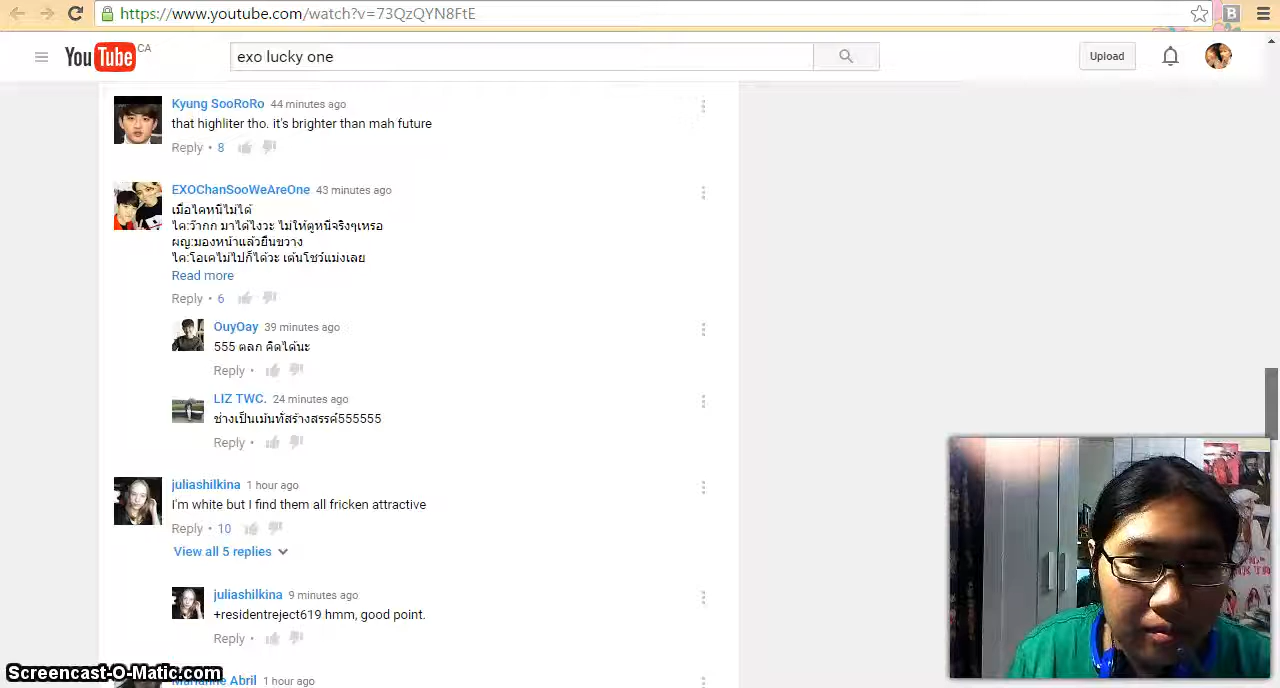 https://www.youtube.com/watch?v=73QzQYN8FtE
B
YouTube CA
exo lucky one
Upload
Kyung SooRoRo 44 minutes ago
that highliter tho. it's brighter than mah future
Reply • 8
EXOChanSooWeAreOne 43 minutes ago
เมื่อไคหนีไม่ได้
ไค:ว๊ากก มาได้ไงวะ ไม่ให้ตูหนีจริงๆเหรอ
ผญ:มองหน้าแล้วยืนขวาง
ไค:โอเคไม่ไปก็ได้วะ เต้นโชว์แม่งเลย
Read more
Reply • 6
OuyOay 39 minutes ago
555 ตลก คิดได้นะ
Reply •
LIZ TWC. 24 minutes ago
ช่างเป็นเม้นท์สร้างสรรค์555555
Reply •
juliashilkina 1 hour ago
I'm white but I find them all fricken attractive
Reply • 10
View all 5 replies
juliashilkina 9 minutes ago
+residentreject619 hmm, good point.
Reply •
Marianne Abril 1 hour ago
Screencast-O-Matic.com